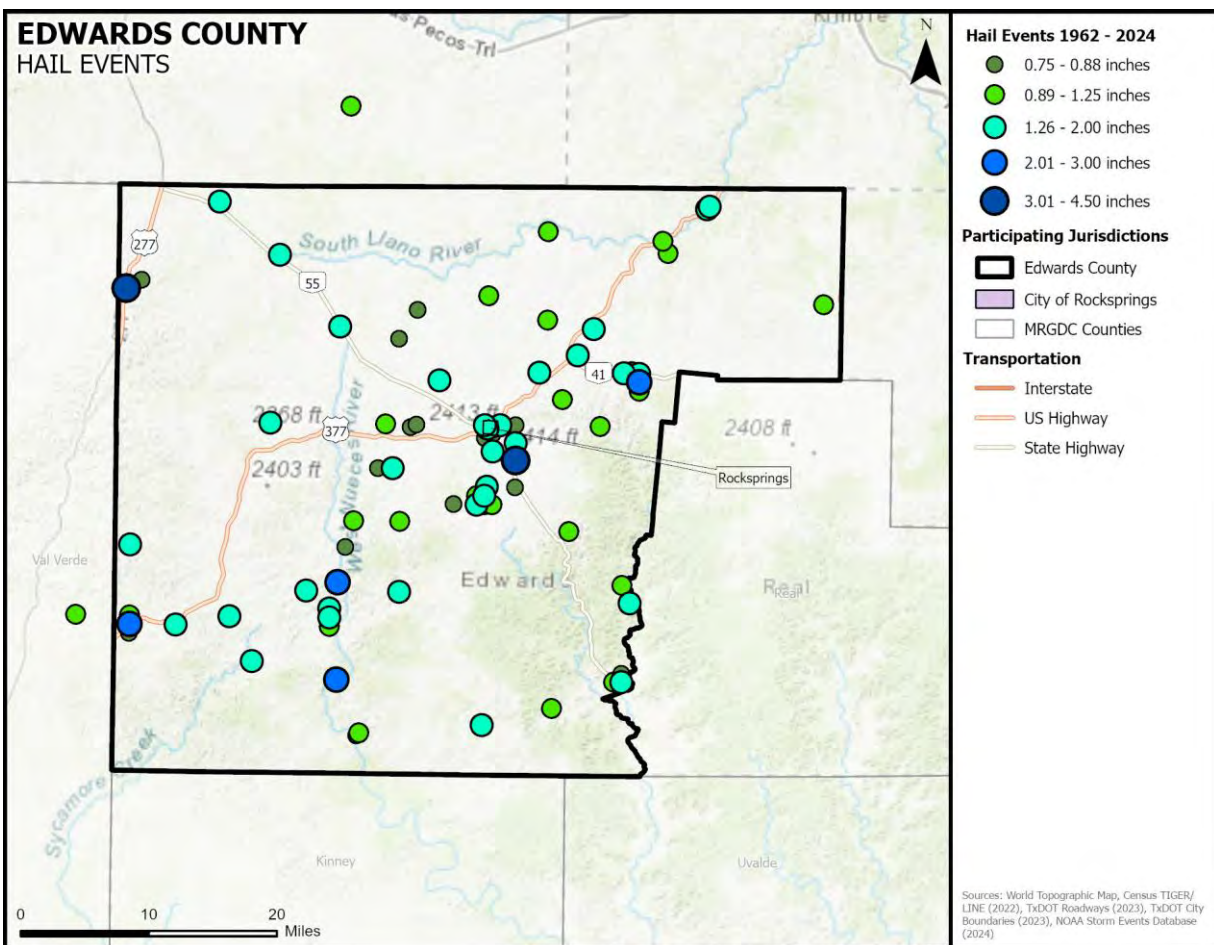 EDWARDS COUNTY
HAIL EVENTS
Pecos-Trl
Kimble
N
277
South Llano River
55
41
2268 ft
377
2413 ft
2414 ft
2408 ft
2403 ft
Rocksprings
West Nueces River
Val Verde
Edward
Real
Real
Sycamore Creek
Kinney
Uvalde
0 10 20
Miles
Hail Events 1962 - 2024
0.75 - 0.88 inches
0.89 - 1.25 inches
1.26 - 2.00 inches
2.01 - 3.00 inches
3.01 - 4.50 inches
Participating Jurisdictions
Edwards County
City of Rocksprings
MRGDC Counties
Transportation
Interstate
US Highway
State Highway
Sources: World Topographic Map, Census TIGER/
LINE (2022), TxDOT Roadways (2023), TxDOT City
Boundaries (2023), NOAA Storm Events Database
(2024)